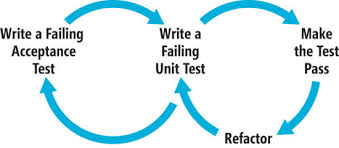 Write a Failing
Acceptance
Test
Write a
Failing
Unit Test
Make
the Test
Pass
Refactor